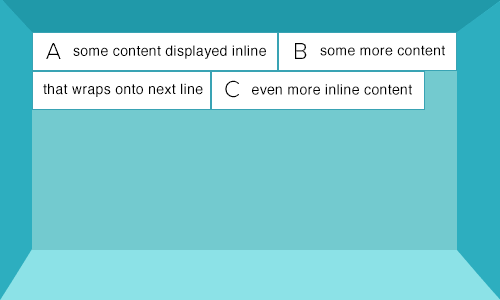 A some content displayed inline B some more content
that wraps onto next line C even more inline content